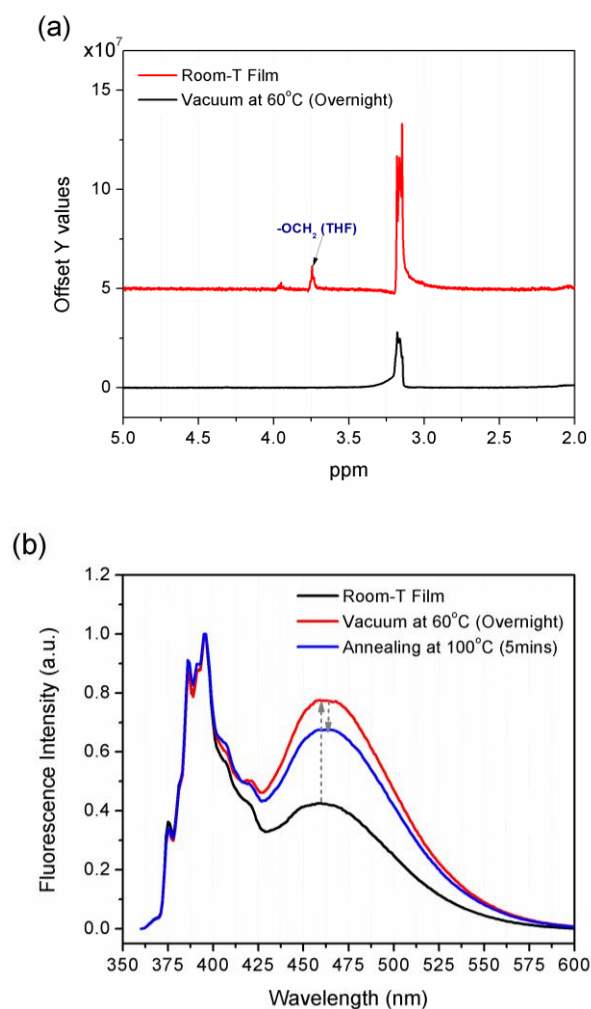 (a)
x10⁷
Room-T Film
Vacuum at 60°C (Overnight)
15
10
5
0
Offset Y values
-OCH₂ (THF)
5.0 4.5 4.0 3.5 3.0 2.5 2.0
ppm
(b)
1.2
1.0
0.8
0.6
0.4
0.2
0.0
Fluorescence Intensity (a.u.)
Room-T Film
Vacuum at 60°C (Overnight)
Annealing at 100°C (5mins)
350 375 400 425 450 475 500 525 550 575 600
Wavelength (nm)